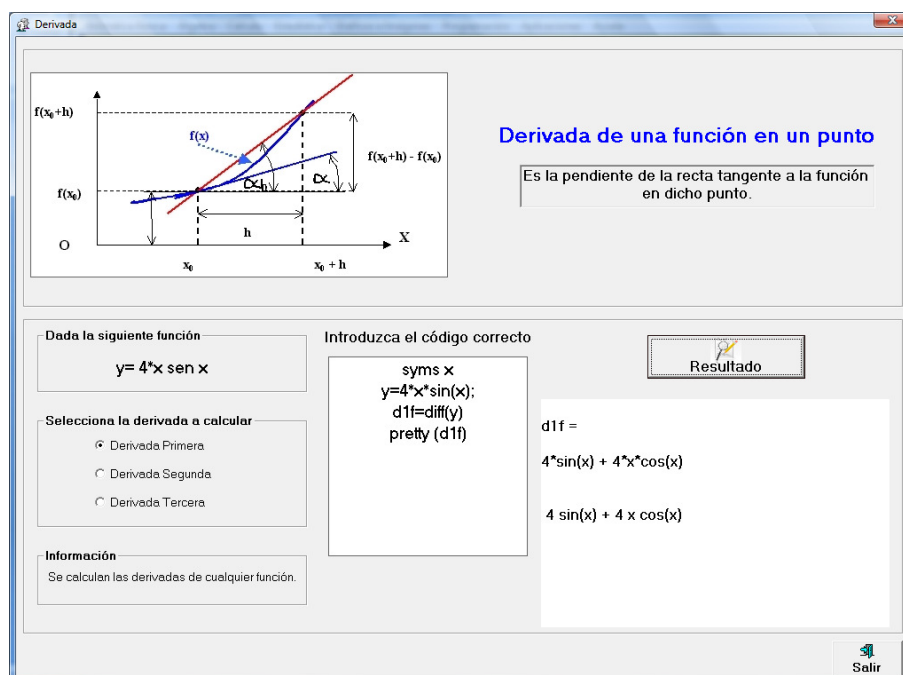 Derivada
f(x₀+h)
f(x)
f(x₀+h) - f(x₀)
αh
α
f(x₀)
h
O
X
x₀
x₀ + h
Derivada de una función en un punto
Es la pendiente de la recta tangente a la función
en dicho punto.
Dada la siguiente función
y= 4*x sen x
Selecciona la derivada a calcular
Derivada Primera
Derivada Segunda
Derivada Tercera
Información
Se calculan las derivadas de cualquier función.
Introduzca el código correcto
syms x
y=4*x*sin(x);
d1f=diff(y)
pretty (d1f)
Resultado
d1f =
4*sin(x) + 4*x*cos(x)
4 sin(x) + 4 x cos(x)
Salir